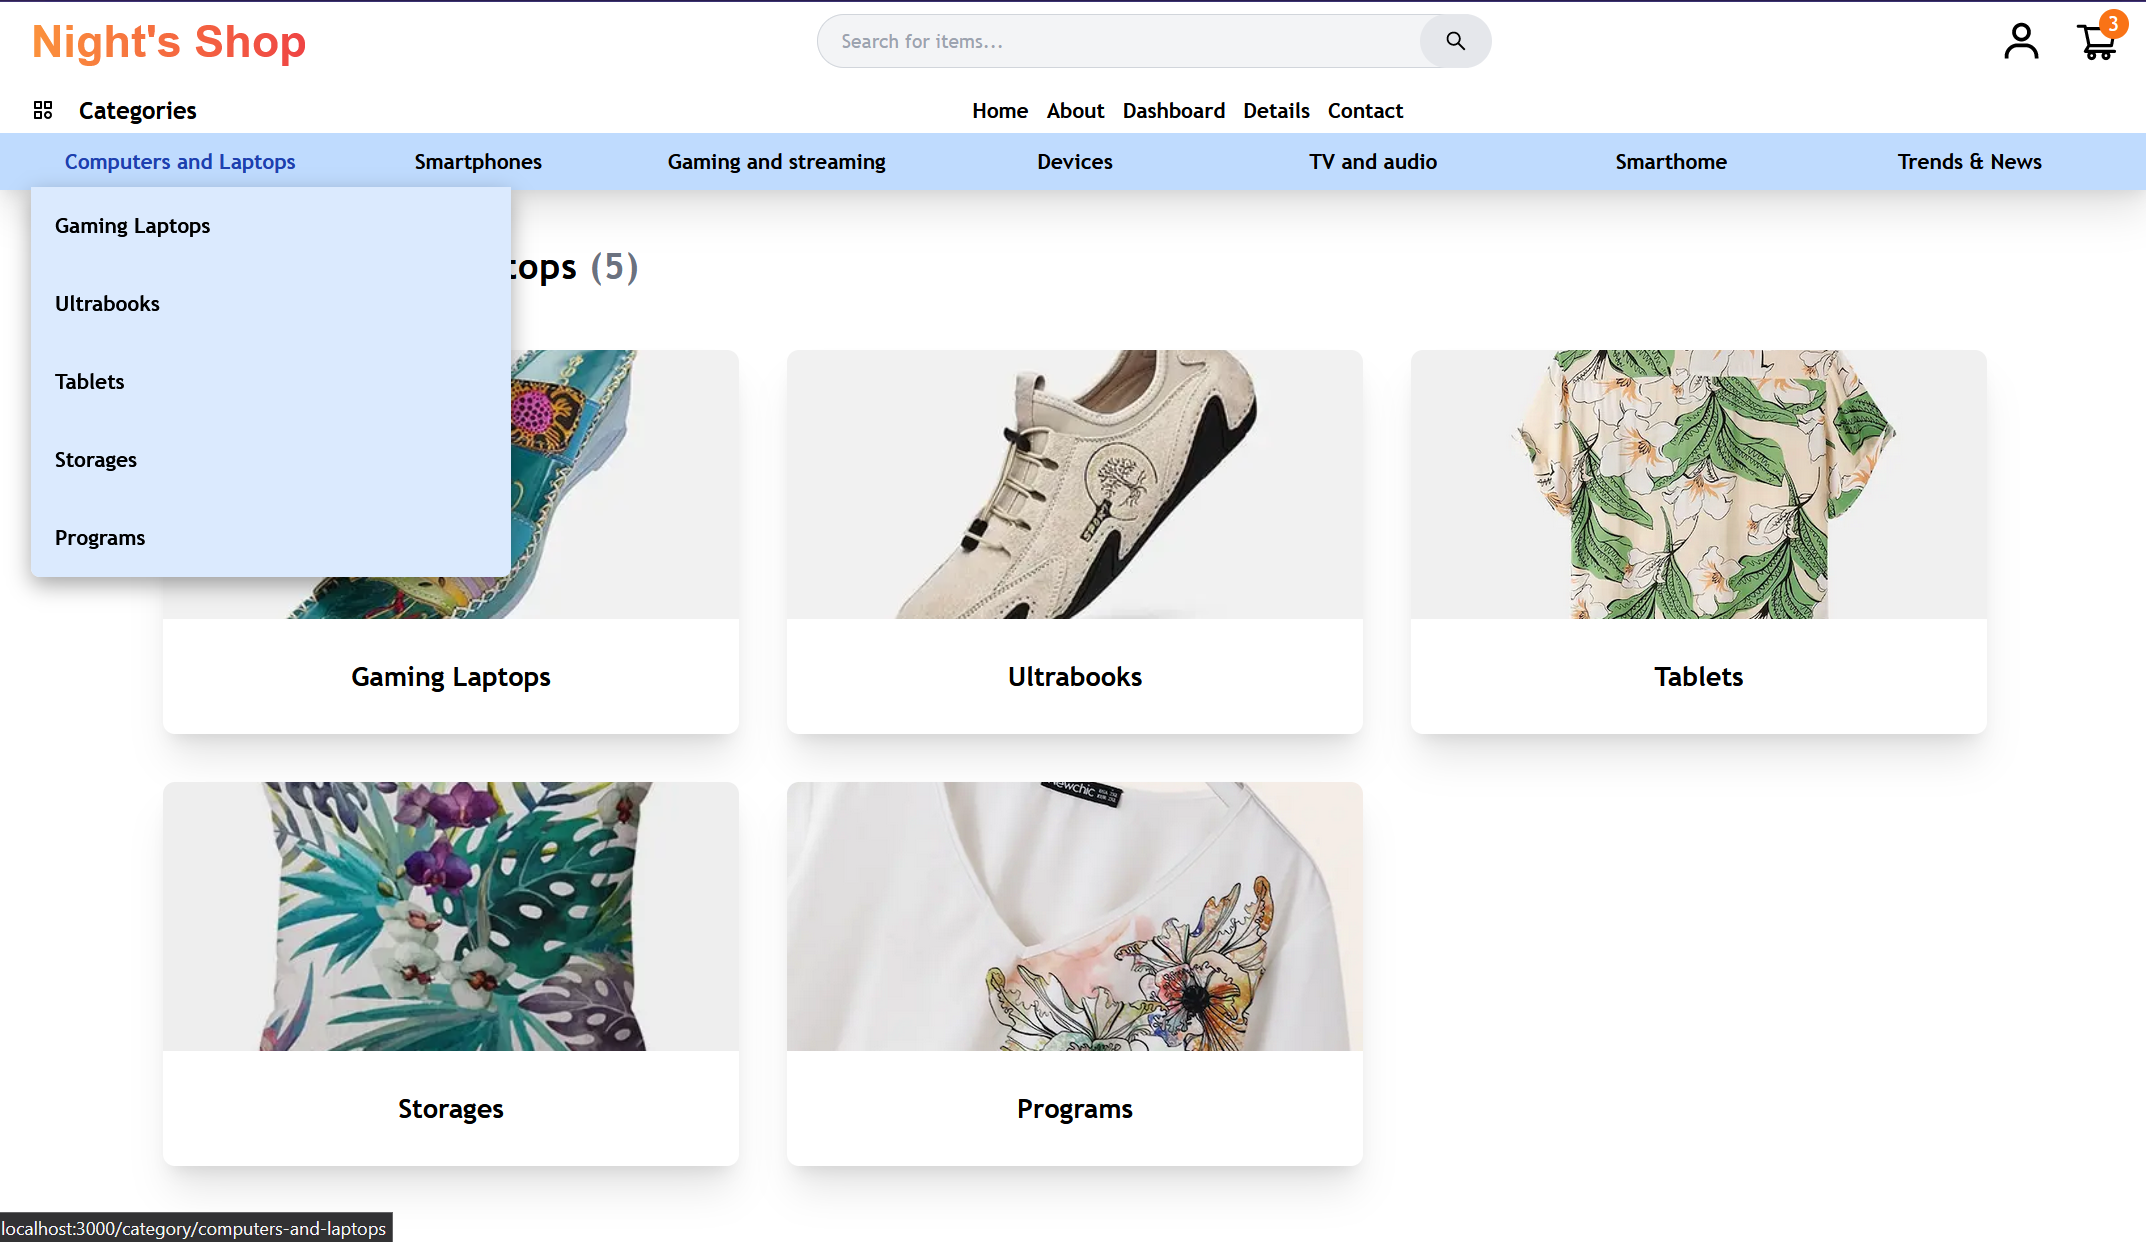 Night's Shop
Search for items...
3
Categories
Home About Dashboard Details Contact
Computers and Laptops Smartphones Gaming and streaming Devices TV and audio Smarthome Trends & News
Gaming Laptops
Ultrabooks
Tablets
Storages
Programs
tops (5)
SPORT
Gaming Laptops Ultrabooks Tablets
newchic
Storages Programs
localhost:3000/category/computers-and-laptops